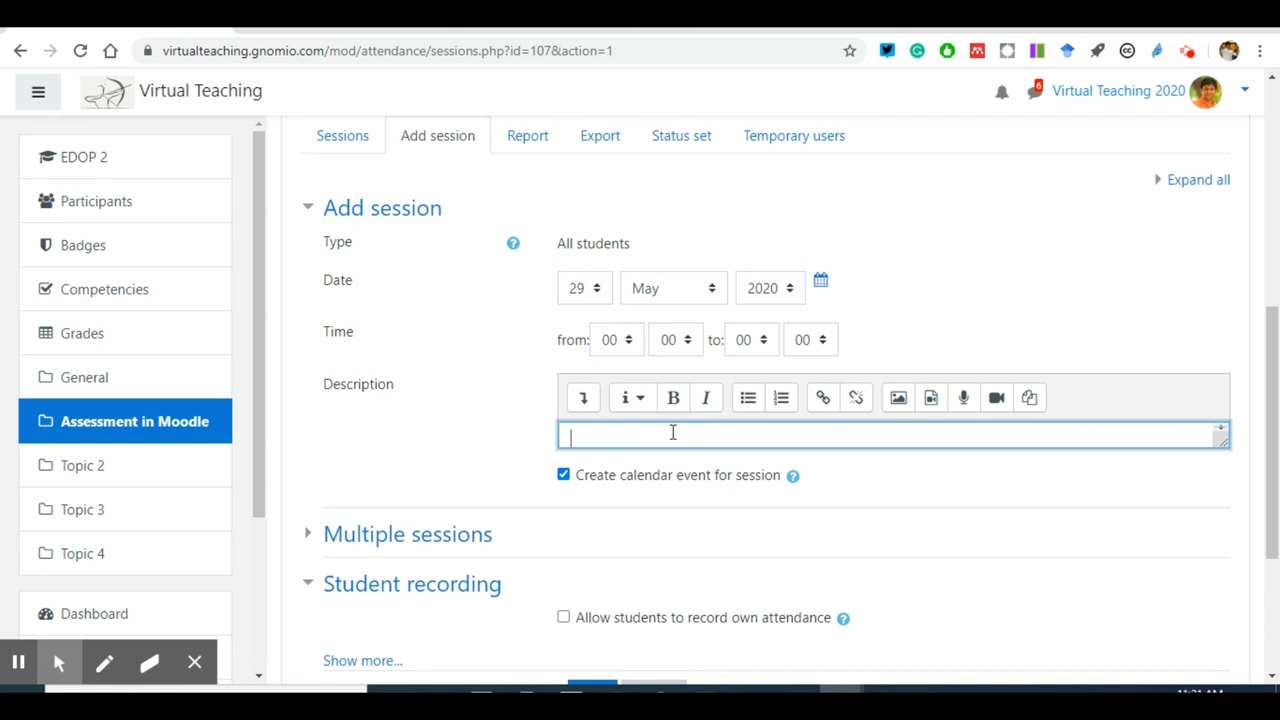 virtualteaching.gnomio.com/mod/attendance/sessions.php?id=107&action=1
Virtual Teaching
6
Virtual Teaching 2020
EDOP 2
Participants
Badges
Competencies
Grades
General
Assessment in Moodle
Topic 2
Topic 3
Topic 4
Dashboard
Sessions
Add session
Report
Export
Status set
Temporary users
Expand all
Add session
Type
All students
Date
29
May
2020
Time
from:
00
00
to:
00
00
Description
i
B
I
Create calendar event for session
Multiple sessions
Student recording
Allow students to record own attendance
Show more...